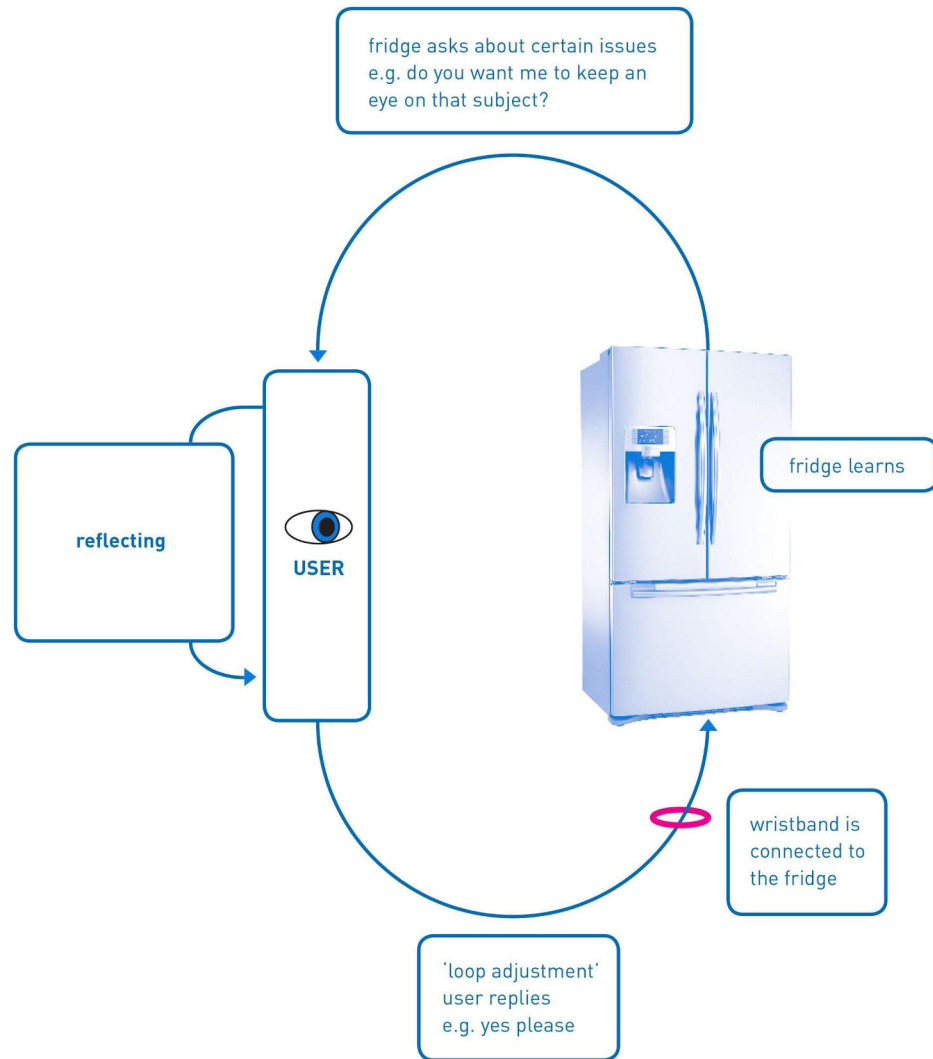 fridge asks about certain issues
e.g. do you want me to keep an
eye on that subject?
fridge learns
reflecting
USER
wristband is
connected to
the fridge
‘loop adjustment’
user replies
e.g. yes please